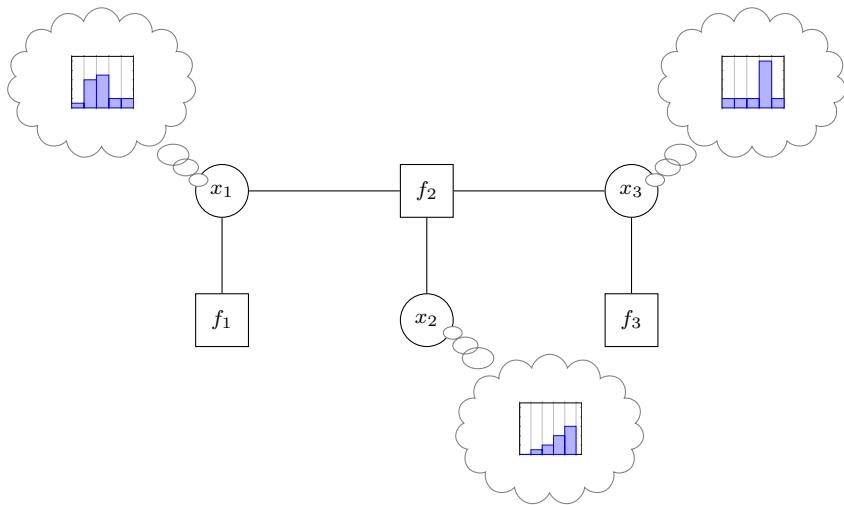 x₁ f₂ x₃
f₁ x₂ f₃